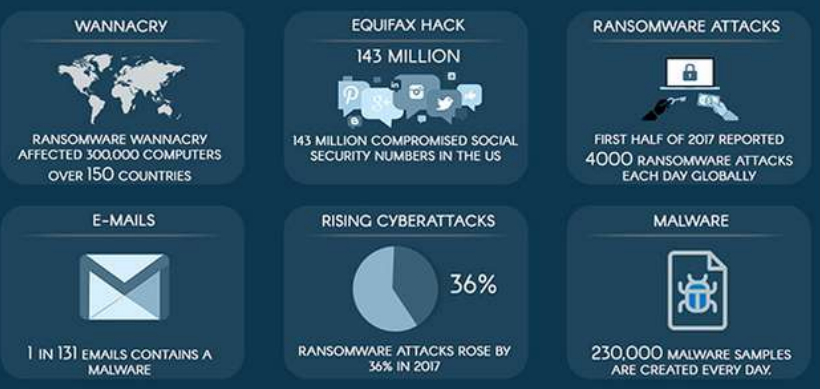 WANNACRY
RANSOMWARE WANNACRY
AFFECTED 300,000 COMPUTERS
OVER 150 COUNTRIES
EQUIFAX HACK
143 MILLION
143 MILLION COMPROMISED SOCIAL
SECURITY NUMBERS IN THE US
RANSOMWARE ATTACKS
FIRST HALF OF 2017 REPORTED
4000 RANSOMWARE ATTACKS
EACH DAY GLOBALLY
E-MAILS
1 IN 131 EMAILS CONTAINS A
MALWARE
RISING CYBERATTACKS
36%
RANSOMWARE ATTACKS ROSE BY
36% IN 2017
MALWARE
230,000 MALWARE SAMPLES
ARE CREATED EVERY DAY.